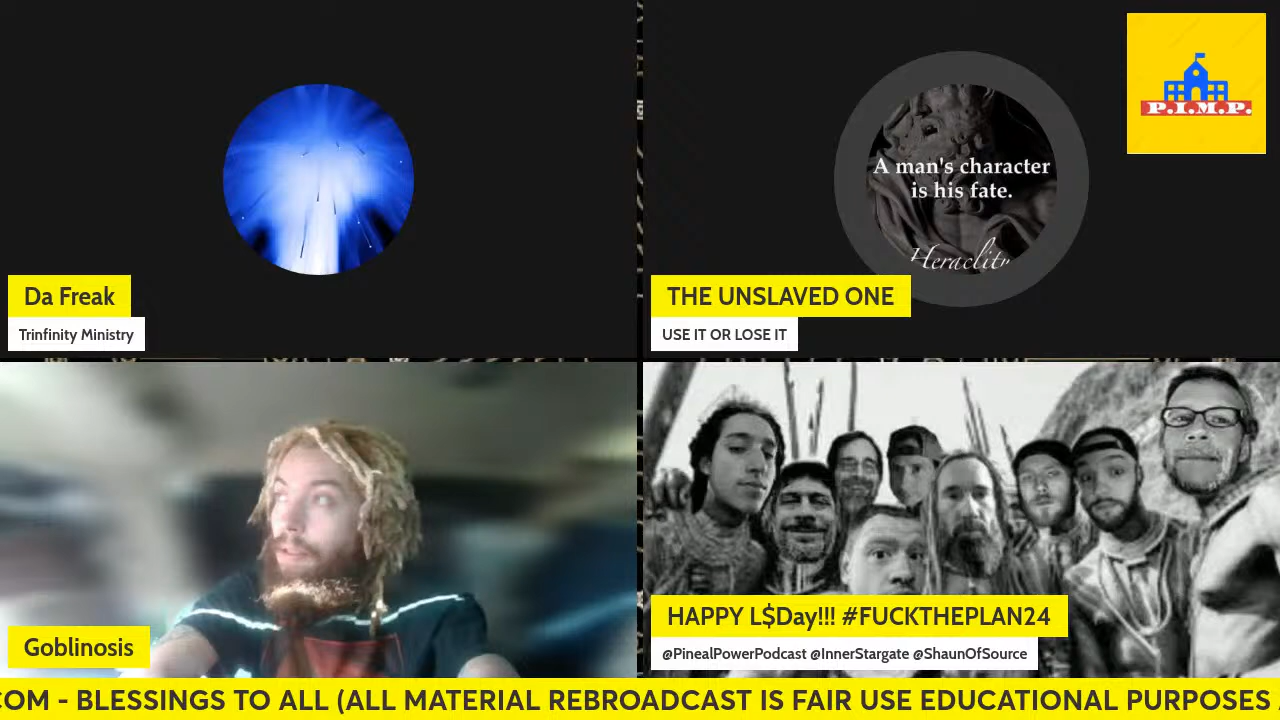 P.I.M.P.
A man's character
is his fate.
Da Freak
Trinfinity Ministry
THE UNSLAVED ONE
USE IT OR LOSE IT
Goblinosis
HAPPY L$Day!!! #FUCKTHEPLAN24
@PinealPowerPodcast @InnerStargate @ShaunOfSource
COM - BLESSINGS TO ALL (ALL MATERIAL REBROADCAST IS FAIR USE EDUCATIONAL PURPOSES